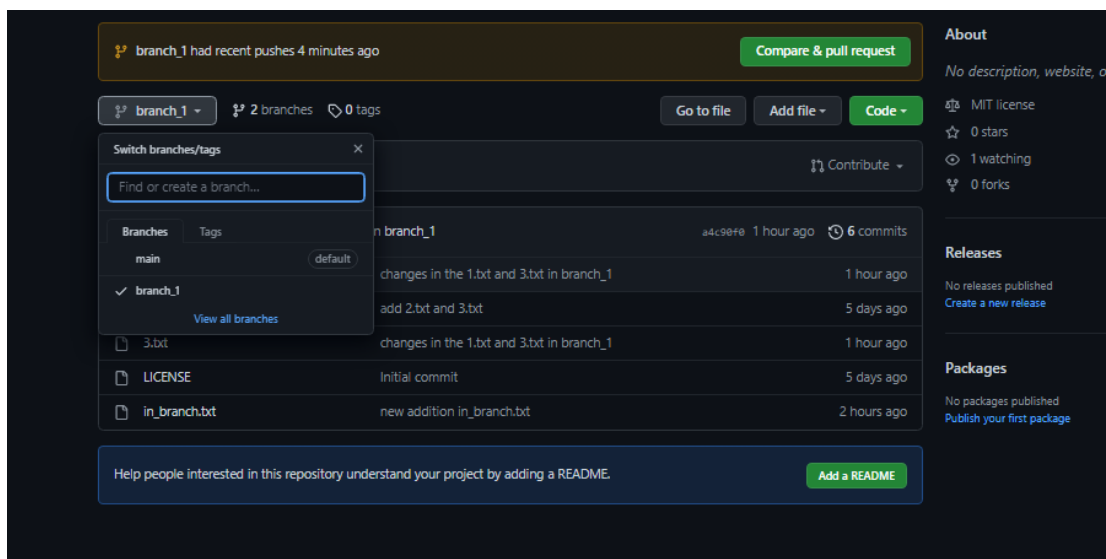 branch_1 had recent pushes 4 minutes ago
Compare & pull request
branch_1
2 branches
0 tags
Go to file
Add file
Code
Switch branches/tags
Find or create a branch...
Branches
Tags
main
default
branch_1
View all branches
Contribute
n branch_1
a4c90f0 1 hour ago
6 commits
changes in the 1.txt and 3.txt in branch_1
1 hour ago
add 2.txt and 3.txt
5 days ago
3.txt
changes in the 1.txt and 3.txt in branch_1
1 hour ago
LICENSE
Initial commit
5 days ago
in_branch.txt
new addition in_branch.txt
2 hours ago
Help people interested in this repository understand your project by adding a README.
Add a README
About
No description, website, o
MIT license
0 stars
1 watching
0 forks
Releases
No releases published
Create a new release
Packages
No packages published
Publish your first package